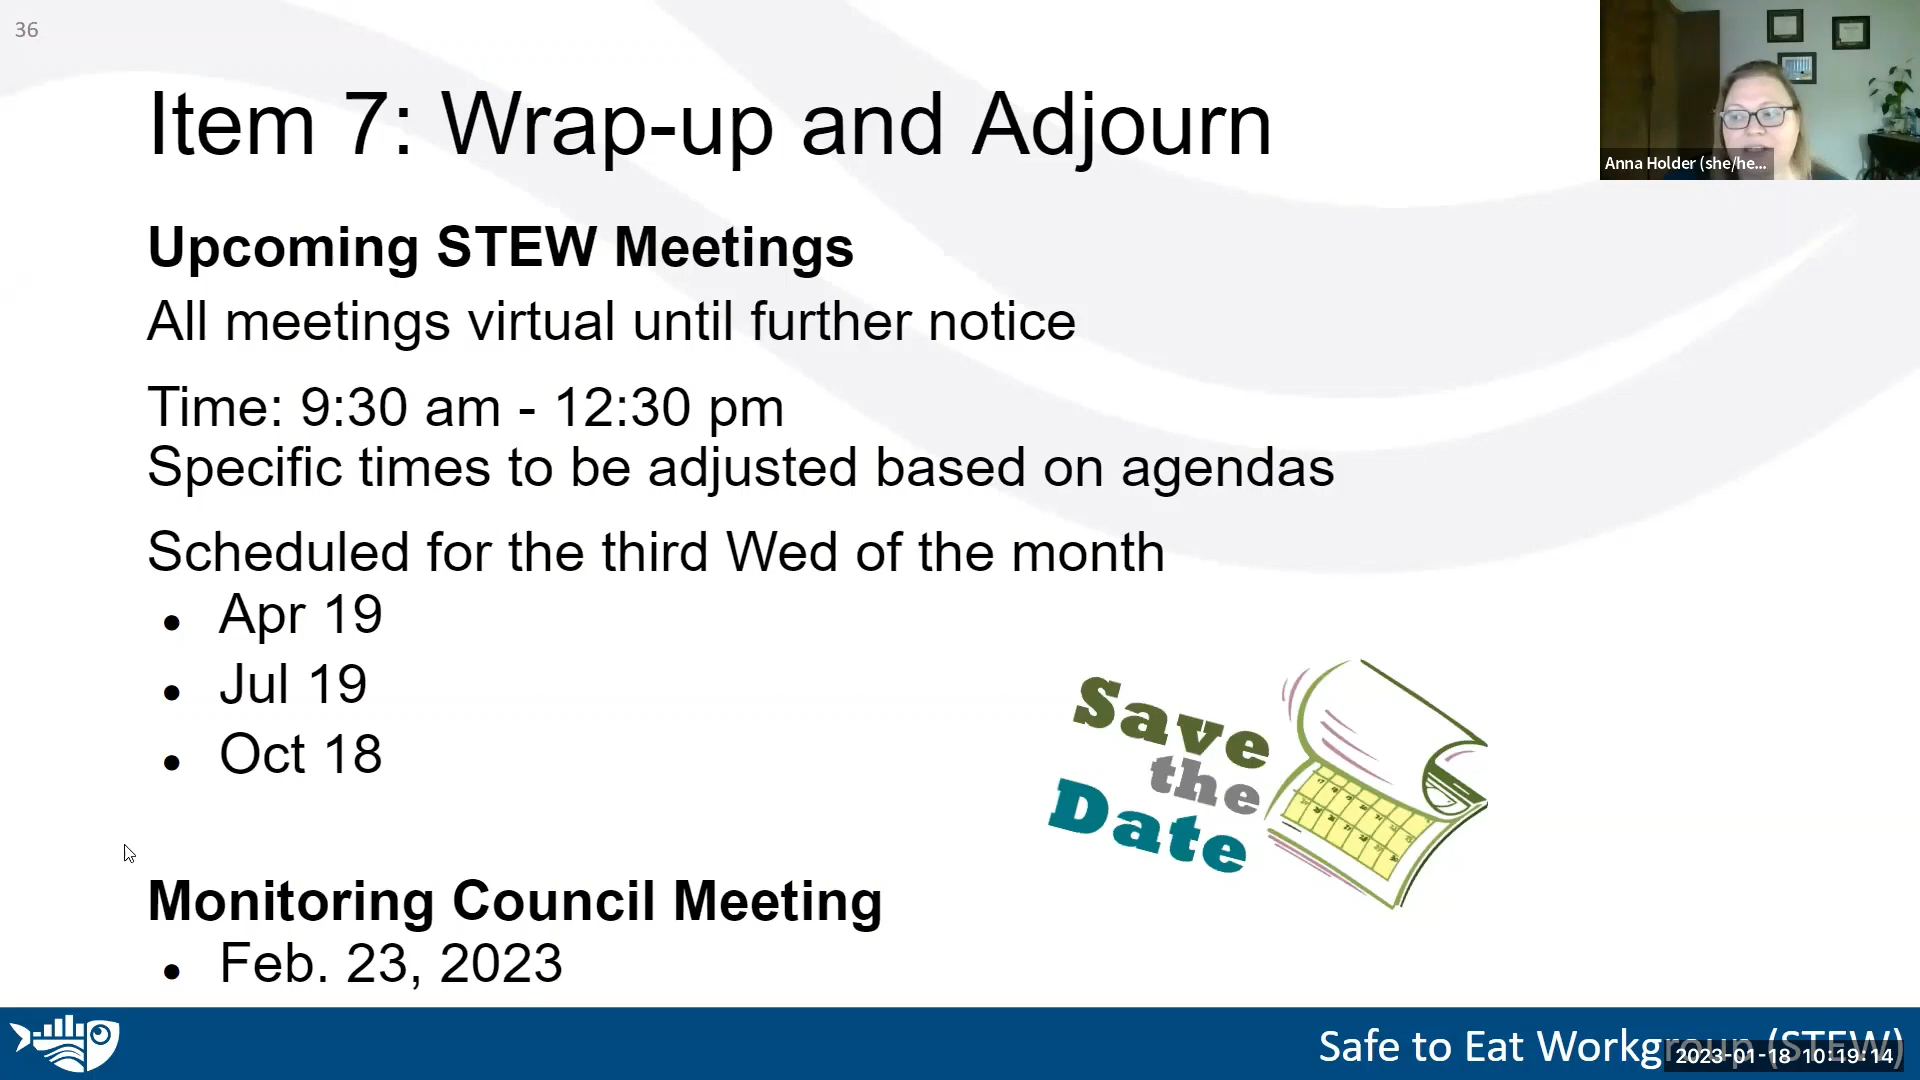 36
Item 7: Wrap-up and Adjourn
Anna Holder (she/he...
Upcoming STEW Meetings
All meetings virtual until further notice
Time: 9:30 am - 12:30 pm
Specific times to be adjusted based on agendas
Scheduled for the third Wed of the month
● Apr 19
● Jul 19
● Oct 18
Save
the
Date
Monitoring Council Meeting
● Feb. 23, 2023
Safe to Eat Workgroup (STEW)
2023-01-18 10:19:14